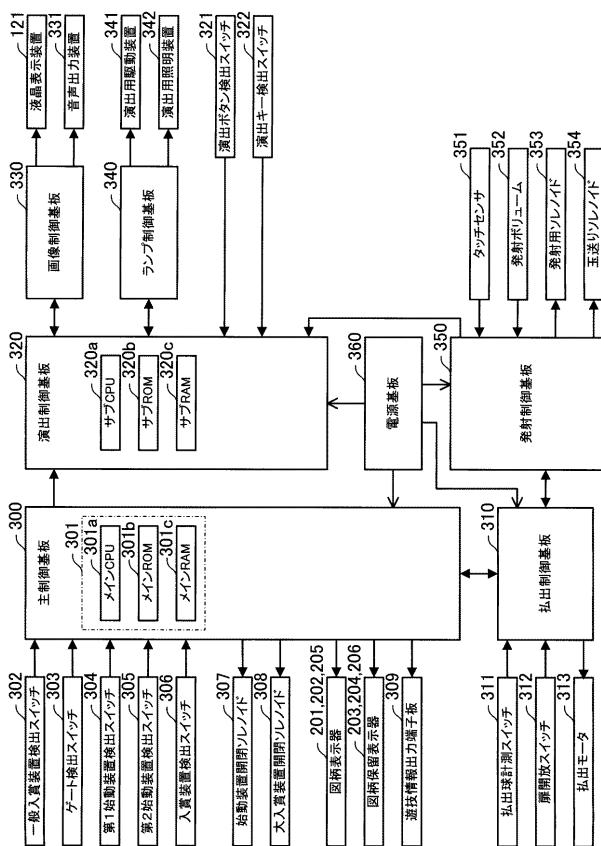 一般入賞装置検出スイッチ
302
ゲート検出スイッチ
303
第1始動装置検出スイッチ
304
第2始動装置検出スイッチ
305
入賞装置検出スイッチ
306
始動装置開閉ソレノイド
307
大入賞装置開閉ソレノイド
308
図柄表示器
201,202,205
図柄保留表示器
203,204,206
遊技情報出力端子板
309
払出球計測スイッチ
311
扉開放スイッチ
312
払出モータ
313
主制御基板
300
301
メインCPU
301a
メインROM
301b
メインRAM
301c
払出制御基板
310
演出制御基板
320
サブCPU
320a
サブROM
320b
サブRAM
320c
電源基板
360
発射制御基板
350
画像制御基板
330
ランプ制御基板
340
液晶表示装置
121
音声出力装置
331
演出用駆動装置
341
演出用照明装置
342
演出ボタン検出スイッチ
321
演出キー検出スイッチ
322
タッチセンサ
351
発射ボリューム
352
発射用ソレノイド
353
玉送りソレノイド
354